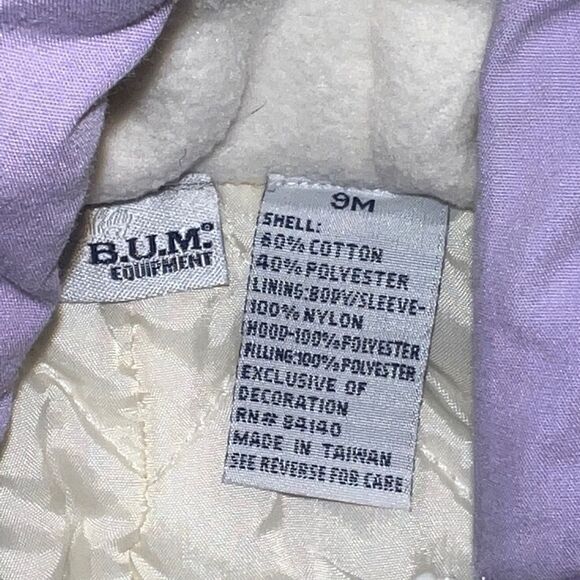 B.U.M.®
EQUIPMENT
9M
SHELL:
60% COTTON
40% POLYESTER
LINING:BODY/SLEEVE-
100% NYLON
HOOD-100% POLYESTER
FILLING:100% POLYESTER
EXCLUSIVE OF
DECORATION
RN# 84140
MADE IN TAIWAN
SEE REVERSE FOR CARE